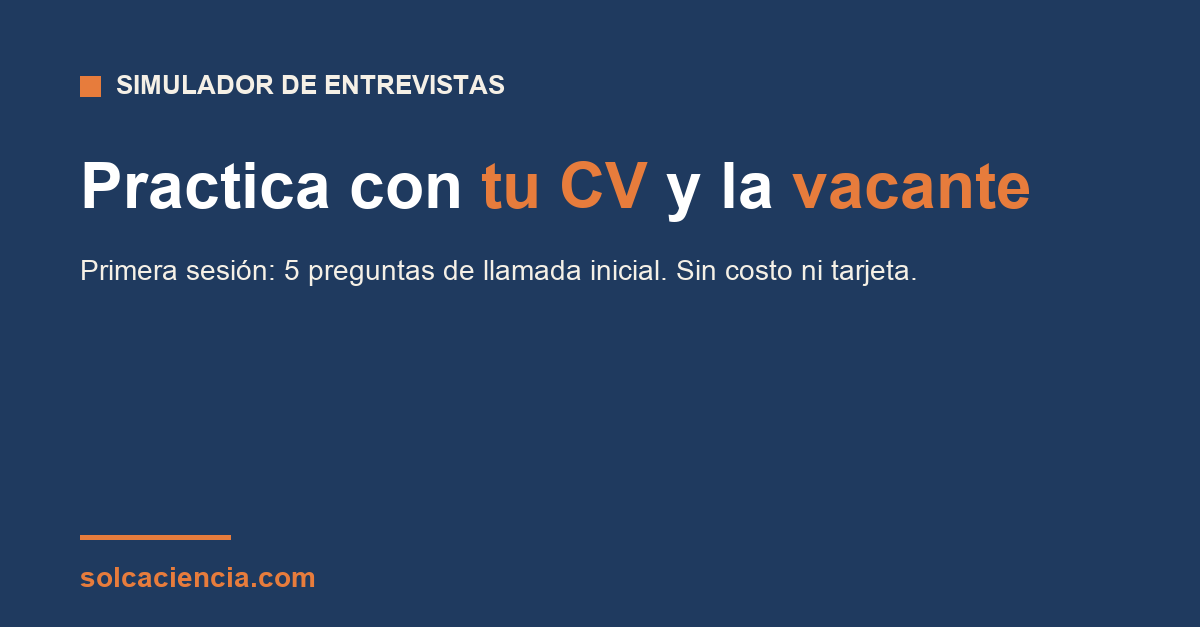 SIMULADOR DE ENTREVISTAS
Practica con tu CV y la vacante
Primera sesión: 5 preguntas de llamada inicial. Sin costo ni tarjeta.
solcaciencia.com